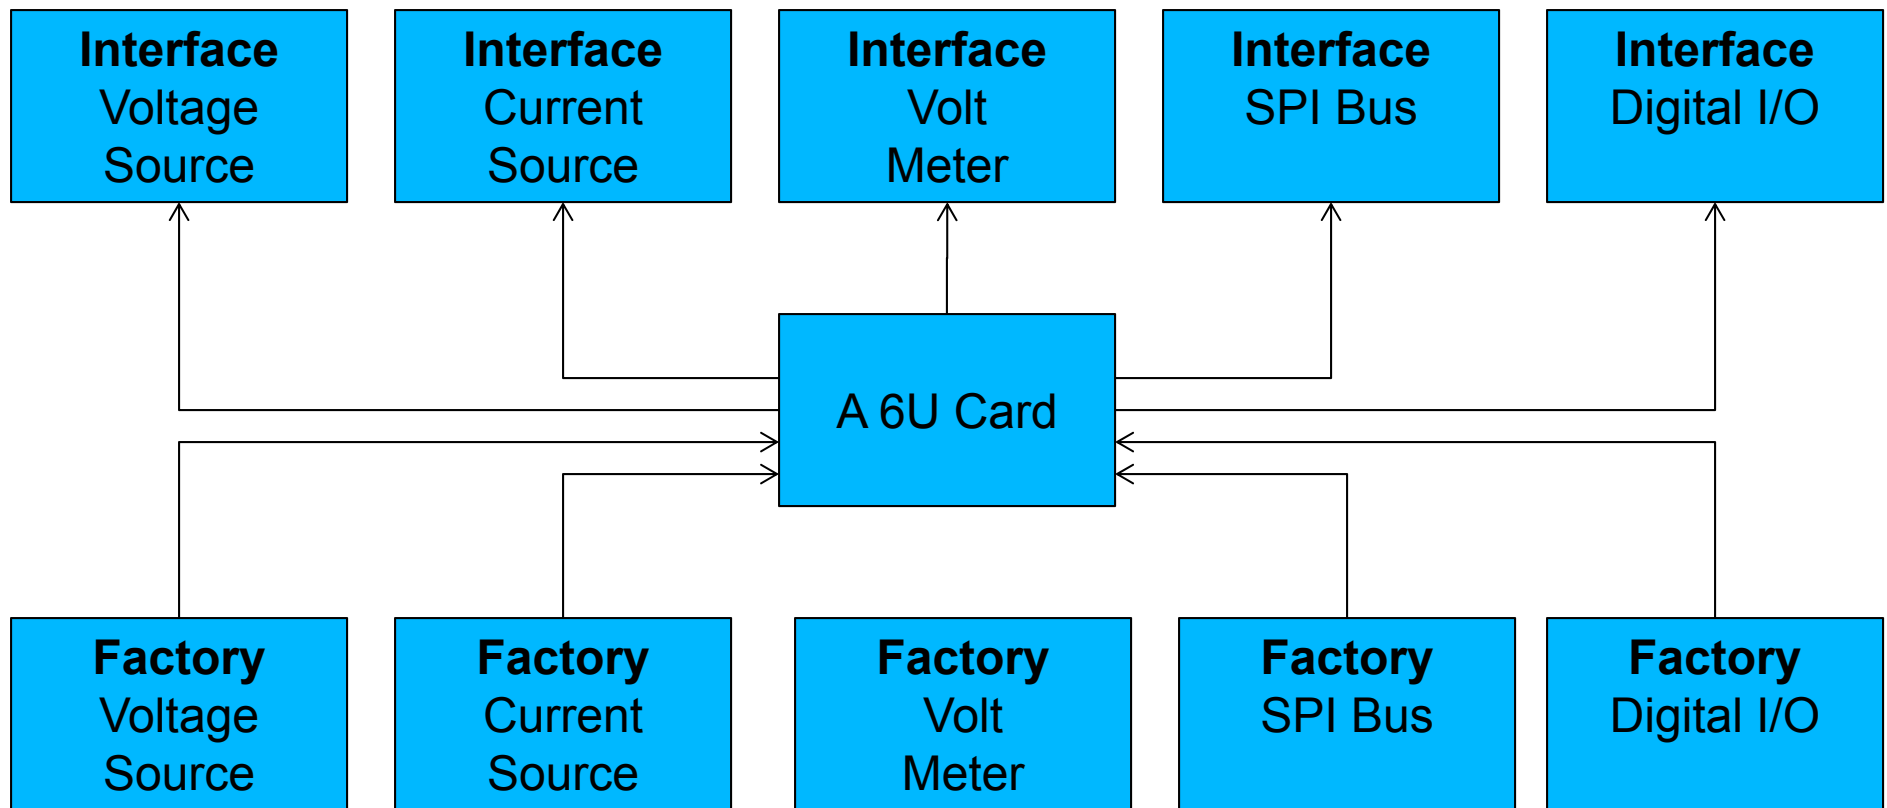 Interface
Voltage
Source
Interface
Current
Source
Interface
Volt
Meter
Interface
SPI Bus
Interface
Digital I/O
A 6U Card
Factory
Voltage
Source
Factory
Current
Source
Factory
Volt
Meter
Factory
SPI Bus
Factory
Digital I/O